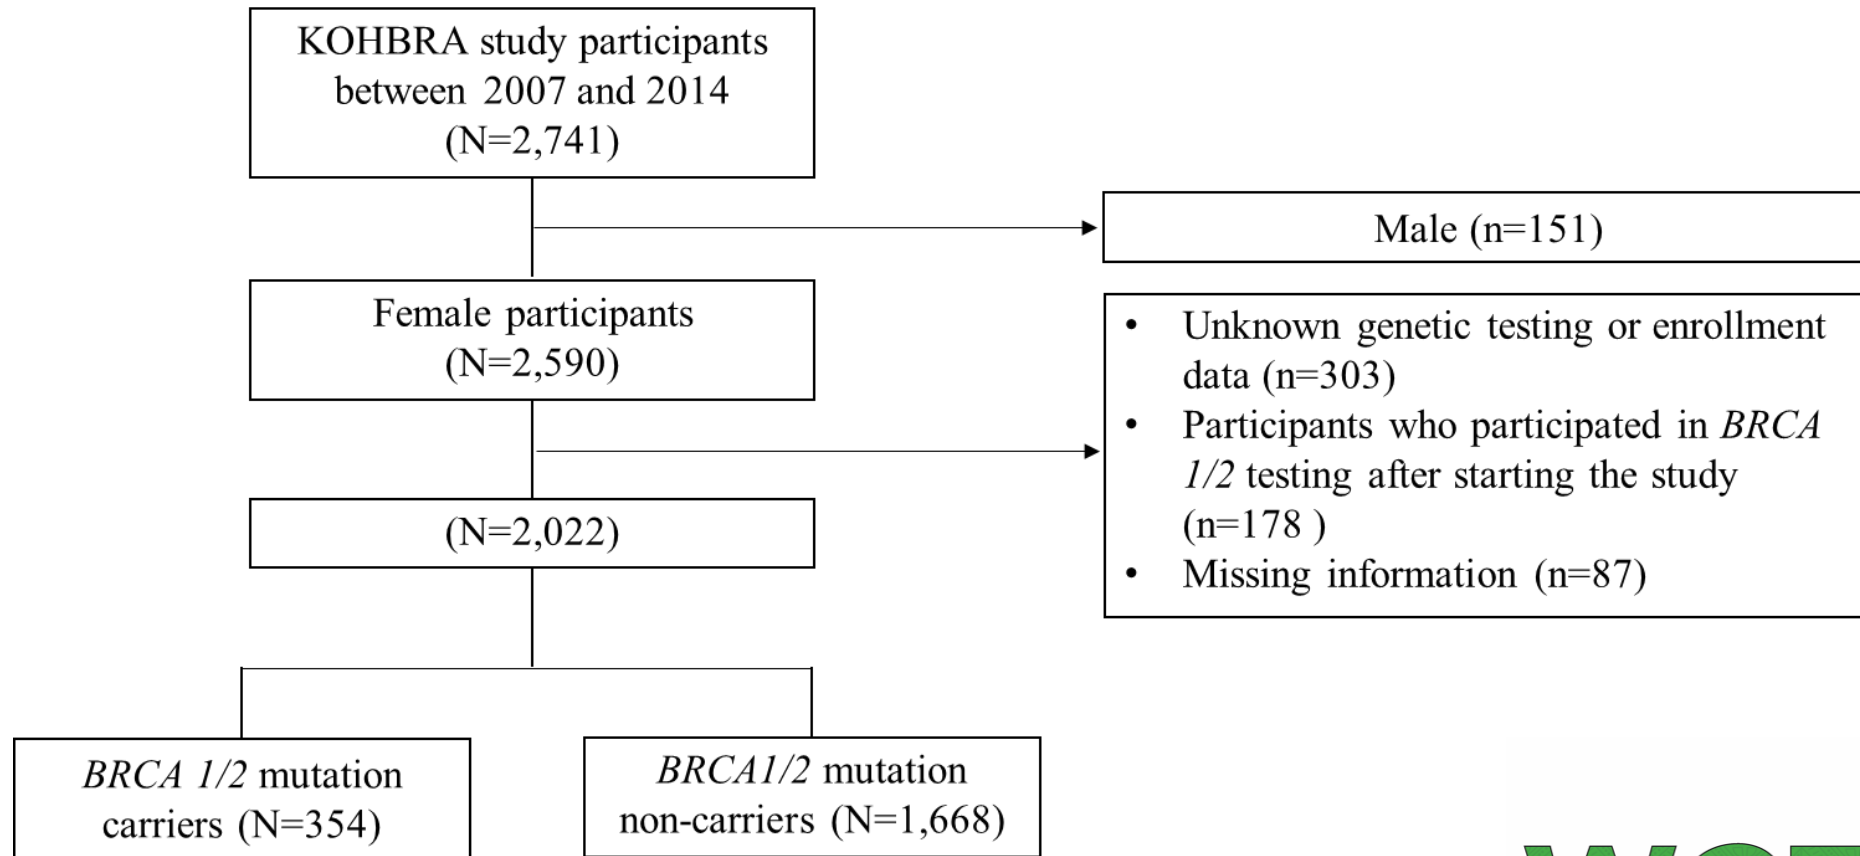 KOHBRA study participants
between 2007 and 2014
(N=2,741)
Male (n=151)
Female participants
(N=2,590)
• Unknown genetic testing or enrollment
data (n=303)
• Participants who participated in BRCA
1/2 testing after starting the study
(n=178 )
• Missing information (n=87)
(N=2,022)
BRCA 1/2 mutation
carriers (N=354)
BRCA1/2 mutation
non-carriers (N=1,668)